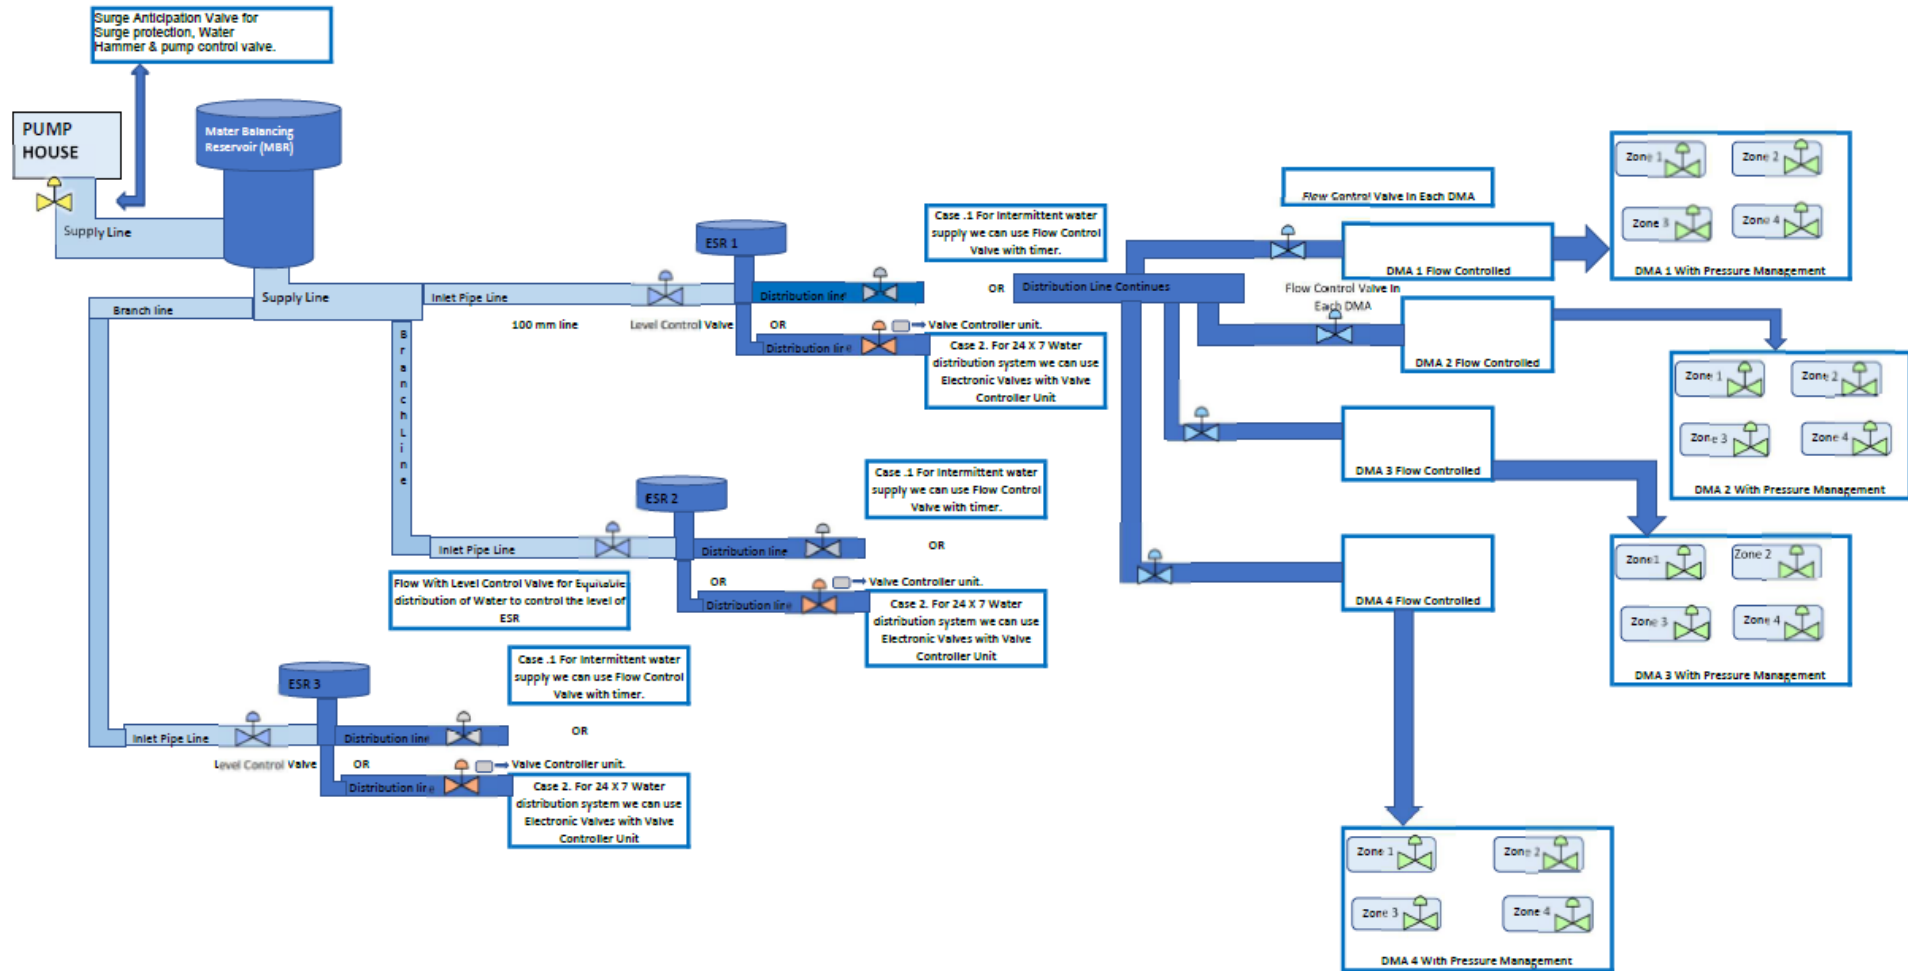 Surge Anticipation Valve for
Surge protection, Water
Hammer & pump control valve.
PUMP
HOUSE
Mater Balancing
Reservoir (MBR)
Supply Line
Supply Line
Branch line
Branch Line
Inlet Pipe Line
100 mm line
Level Control Valve
ESR 1
Distribution line
OR
Distribution line
Valve Controller unit.
Case .1 For Intermittent water
supply we can use Flow Control
Valve with timer.
OR
Case 2. For 24 X 7 Water
distribution system we can use
Electronic Valves with Valve
Controller Unit
Distribution Line Continues
Flow Control Valve In Each DMA
DMA 1 Flow Controlled
Flow Control Valve In
Each DMA
DMA 2 Flow Controlled
DMA 3 Flow Controlled
DMA 4 Flow Controlled
Zone 1
Zone 2
Zone 3
Zone 4
DMA 1 With Pressure Management
Zone 1
Zone 2
Zone 3
Zone 4
DMA 2 With Pressure Management
Zone1
Zone 2
Zone 3
Zone 4
DMA 3 With Pressure Management
Zone 1
Zone 2
Zone 3
Zone 4
DMA 4 With Pressure Management
ESR 2
Inlet Pipe Line
Distribution line
OR
Distribution line
Valve Controller unit.
Case .1 For Intermittent water
supply we can use Flow Control
Valve with timer.
OR
Case 2. For 24 X 7 Water
distribution system we can use
Electronic Valves with Valve
Controller Unit
Flow With Level Control Valve for Equitable
distribution of Water to control the level of
ESR
ESR 3
Inlet Pipe Line
Level Control Valve
Distribution line
OR
Distribution line
Valve Controller unit.
Case .1 For Intermittent water
supply we can use Flow Control
Valve with timer.
OR
Case 2. For 24 X 7 Water
distribution system we can use
Electronic Valves with Valve
Controller Unit